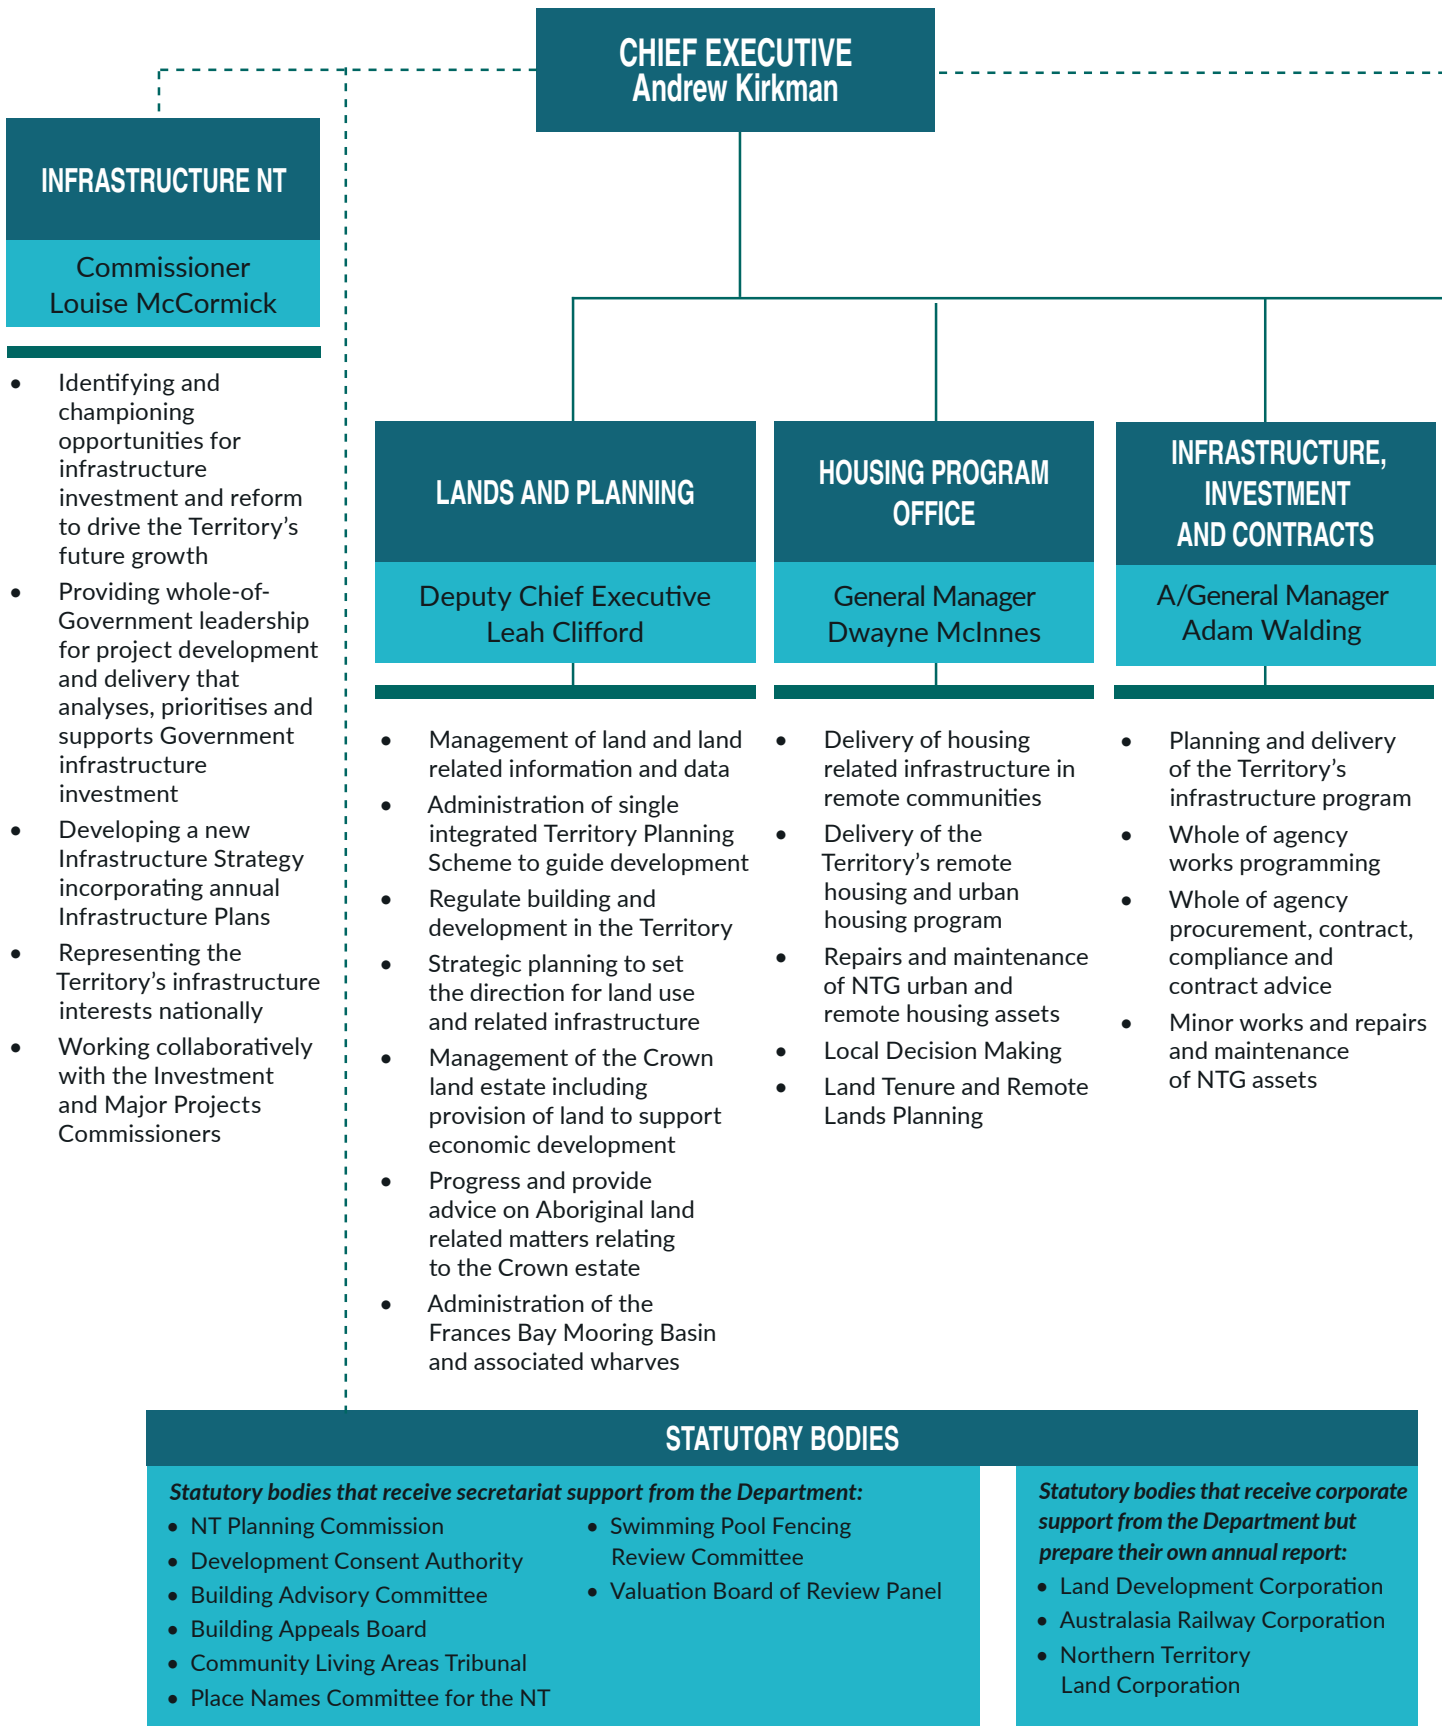 CHIEF EXECUTIVE
Andrew Kirkman
INFRASTRUCTURE NT
Commissioner
Louise McCormick
• Identifying and
championing
opportunities for
infrastructure
investment and reform
to drive the Territory’s
future growth
• Providing whole-of-
Government leadership
for project development
and delivery that
analyses, prioritises and
supports Government
infrastructure
investment
• Developing a new
Infrastructure Strategy
incorporating annual
Infrastructure Plans
• Representing the
Territory’s infrastructure
interests nationally
• Working collaboratively
with the Investment
and Major Projects
Commissioners
LANDS AND PLANNING
Deputy Chief Executive
Leah Clifford
• Management of land and land
related information and data
• Administration of single
integrated Territory Planning
Scheme to guide development
• Regulate building and
development in the Territory
• Strategic planning to set
the direction for land use
and related infrastructure
• Management of the Crown
land estate including
provision of land to support
economic development
• Progress and provide
advice on Aboriginal land
related matters relating
to the Crown estate
• Administration of the
Frances Bay Mooring Basin
and associated wharves
HOUSING PROGRAM
OFFICE
General Manager
Dwayne McInnes
• Delivery of housing
related infrastructure in
remote communities
• Delivery of the
Territory’s remote
housing and urban
housing program
• Repairs and maintenance
of NTG urban and
remote housing assets
• Local Decision Making
• Land Tenure and Remote
Lands Planning
INFRASTRUCTURE,
INVESTMENT
AND CONTRACTS
A/General Manager
Adam Walding
• Planning and delivery
of the Territory’s
infrastructure program
• Whole of agency
works programming
• Whole of agency
procurement, contract,
compliance and
contract advice
• Minor works and repairs
and maintenance
of NTG assets
STATUTORY BODIES
Statutory bodies that receive secretariat support from the Department:
• NT Planning Commission
• Development Consent Authority
• Building Advisory Committee
• Building Appeals Board
• Community Living Areas Tribunal
• Place Names Committee for the NT
• Swimming Pool Fencing
Review Committee
• Valuation Board of Review Panel
Statutory bodies that receive corporate
support from the Department but
prepare their own annual report:
• Land Development Corporation
• Australasia Railway Corporation
• Northern Territory
Land Corporation